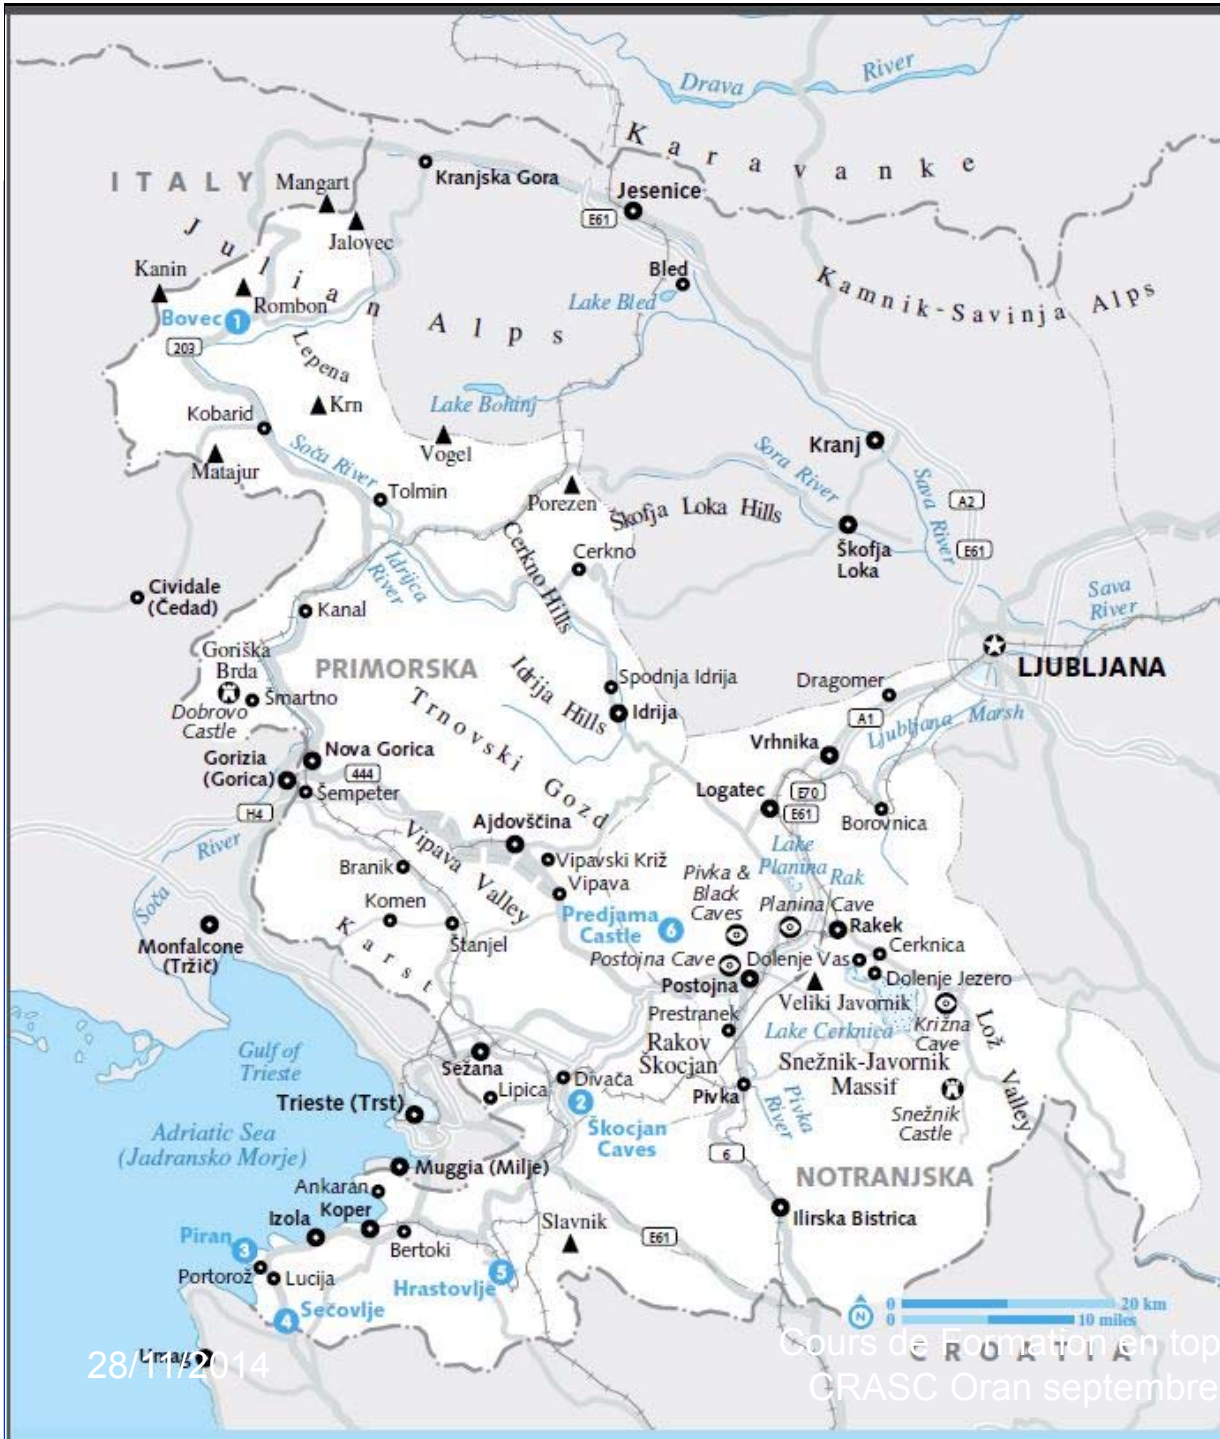 Drava River
Karavanke
ITALY
Mangart
Kranjska Gora
Jesenice
E61
Jalovec
Julian Alps
Kanin
Rombon
Bovec 1
Bled
Lake Bled
Kamnik-Savinja Alps
203
Lepena
Krn
Lake Bohinj
Kobarid
Vogel
Matajur
Soča River
Tolmin
Kranj
Sora River
Sava River
A2
Porezen
Škofja Loka Hills
Škofja
Loka
E61
Cerkno Hills
Cerkno
Idrijca
River
Cividale
(Čedad)
Kanal
Sava
River
Goriška
Brda
PRIMORSKA
Idrija Hills
Spodnja Idrija
Idrija
LJUBLJANA
Dragomer
Šmartno
Dobrovo
Castle
Trnovski Gozd
A1
Ljubljana Marsh
Vrhnika
Nova Gorica
Gorizia
(Gorica)
444
Šempeter
Logatec
E70
E61
Borovnica
H4
River
Soča
Ajdovščina
Vipava Valley
Vipavski Križ
Vipava
Branik
Komen
Štanjel
Karst
Lake
Planina
Rak
Pivka &
Black
Caves
Planina Cave
Predjama
Castle 6
Rakek
Cerknica
Monfalcone
(Tržič)
Postojna Cave
Dolenje Vas
Dolenje Jezero
Postojna
Veliki Javornik
Prestranek
Lake Cerknica
Križna
Cave
Lož Valley
Rakov
Škocjan
Snežnik-Javornik
Massif
Gulf of
Trieste
Sežana
Lipica
Divača
2
Škocjan
Caves
Pivka
Pivka
River
Snežnik
Castle
Trieste (Trst)
Adriatic Sea
(Jadransko Morje)
6
Muggia (Milje)
NOTRANJSKA
Ankaran
Koper
Izola
Bertoki
Slavnik
E61
Ilirska Bistrica
Piran 3
Portorož
Lucija
Hrastovlje 5
Sečovlje
4
N
0 20 km
0 10 miles
Umag
CROATIA
28/11/2014
Cours de Formation en top
CRASC Oran septembre